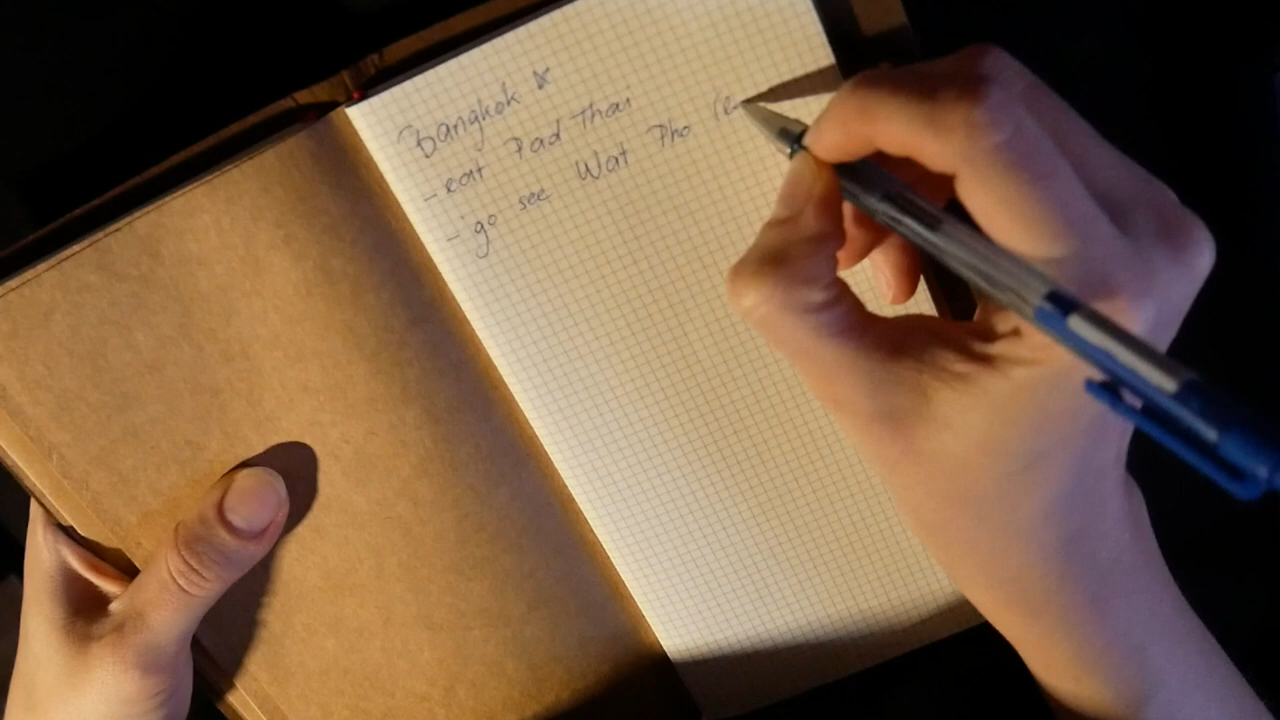 Bangkok ☆
- eat Pad Thai
- go see Wat Pho (